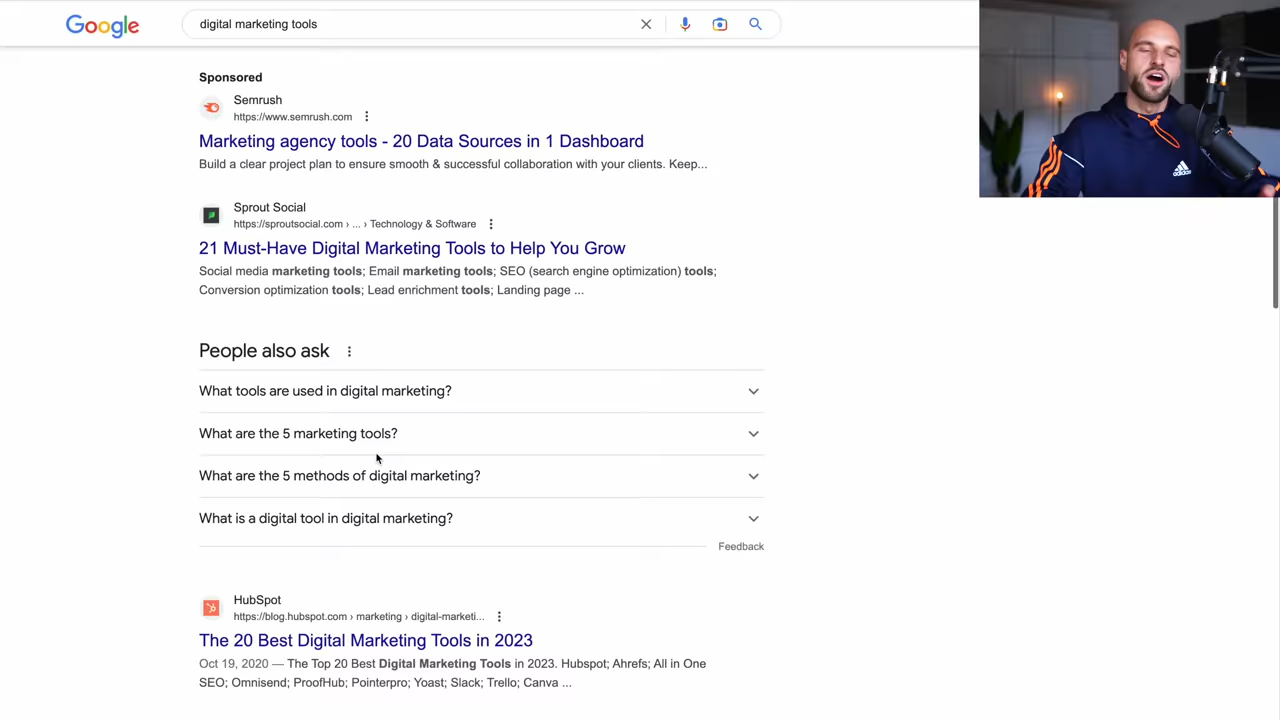 Google
digital marketing tools
Sponsored
Semrush
https://www.semrush.com
Marketing agency tools - 20 Data Sources in 1 Dashboard
Build a clear project plan to ensure smooth & successful collaboration with your clients. Keep...
Sprout Social
https://sproutsocial.com › ... › Technology & Software
21 Must-Have Digital Marketing Tools to Help You Grow
Social media marketing tools; Email marketing tools; SEO (search engine optimization) tools;
Conversion optimization tools; Lead enrichment tools; Landing page ...
People also ask
What tools are used in digital marketing?
What are the 5 marketing tools?
What are the 5 methods of digital marketing?
What is a digital tool in digital marketing?
Feedback
HubSpot
https://blog.hubspot.com › marketing › digital-marketi...
The 20 Best Digital Marketing Tools in 2023
Oct 19, 2020 — The Top 20 Best Digital Marketing Tools in 2023. Hubspot; Ahrefs; All in One
SEO; Omnisend; ProofHub; Pointerpro; Yoast; Slack; Trello; Canva ...
adidas